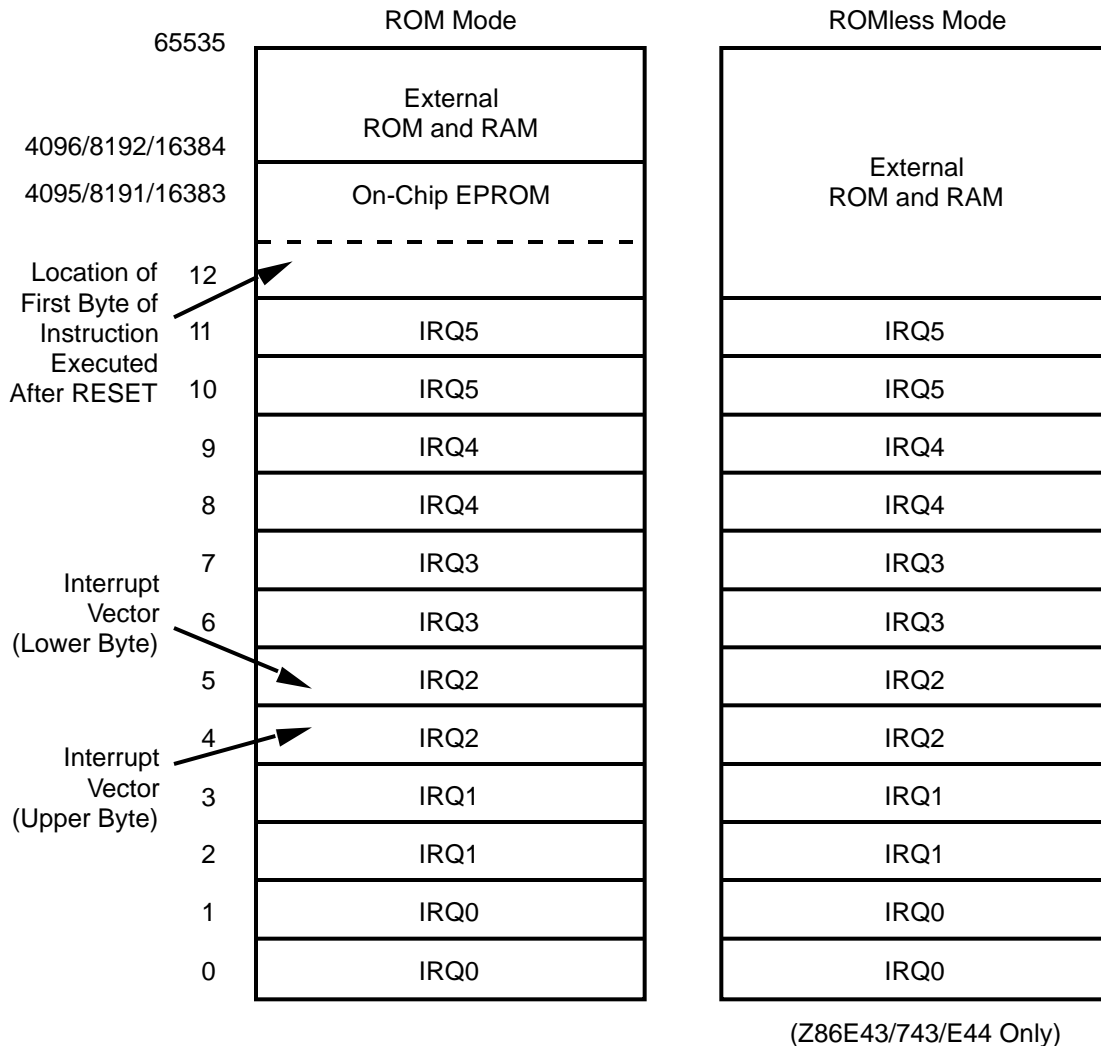 ROM Mode
ROMless Mode
65535
External
ROM and RAM
4096/8192/16384
4095/8191/16383
On-Chip EPROM
External
ROM and RAM
Location of
First Byte of
Instruction
Executed
After RESET
12
11
IRQ5
IRQ5
10
IRQ5
IRQ5
9
IRQ4
IRQ4
8
IRQ4
IRQ4
7
IRQ3
IRQ3
Interrupt
Vector
(Lower Byte)
6
IRQ3
IRQ3
5
IRQ2
IRQ2
4
IRQ2
IRQ2
Interrupt
Vector
(Upper Byte)
3
IRQ1
IRQ1
2
IRQ1
IRQ1
1
IRQ0
IRQ0
0
IRQ0
IRQ0
(Z86E43/743/E44 Only)